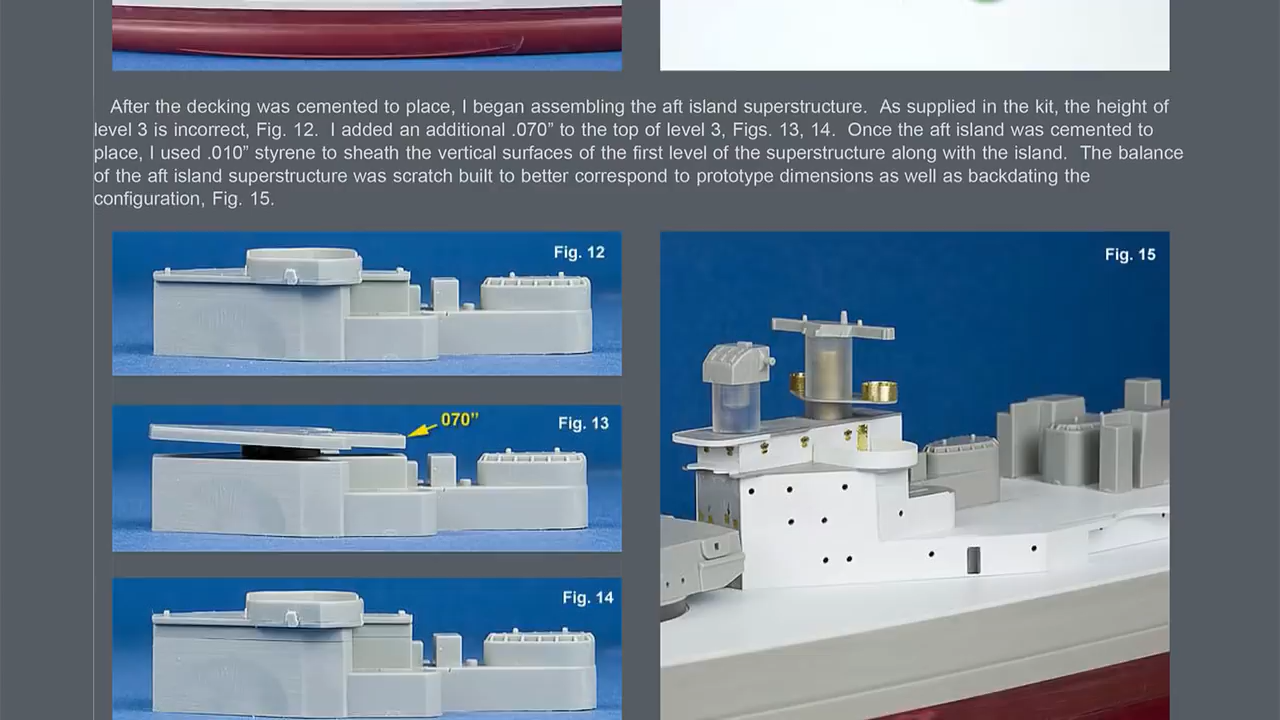 After the decking was cemented to place, I began assembling the aft island superstructure.  As supplied in the kit, the height of
level 3 is incorrect, Fig. 12.  I added an additional .070” to the top of level 3, Figs. 13, 14.  Once the aft island was cemented to
place, I used .010” styrene to sheath the vertical surfaces of the first level of the superstructure along with the island.  The balance
of the aft island superstructure was scratch built to better correspond to prototype dimensions as well as backdating the
configuration, Fig. 15.
Fig. 12
Fig. 15
070”
Fig. 13
Fig. 14